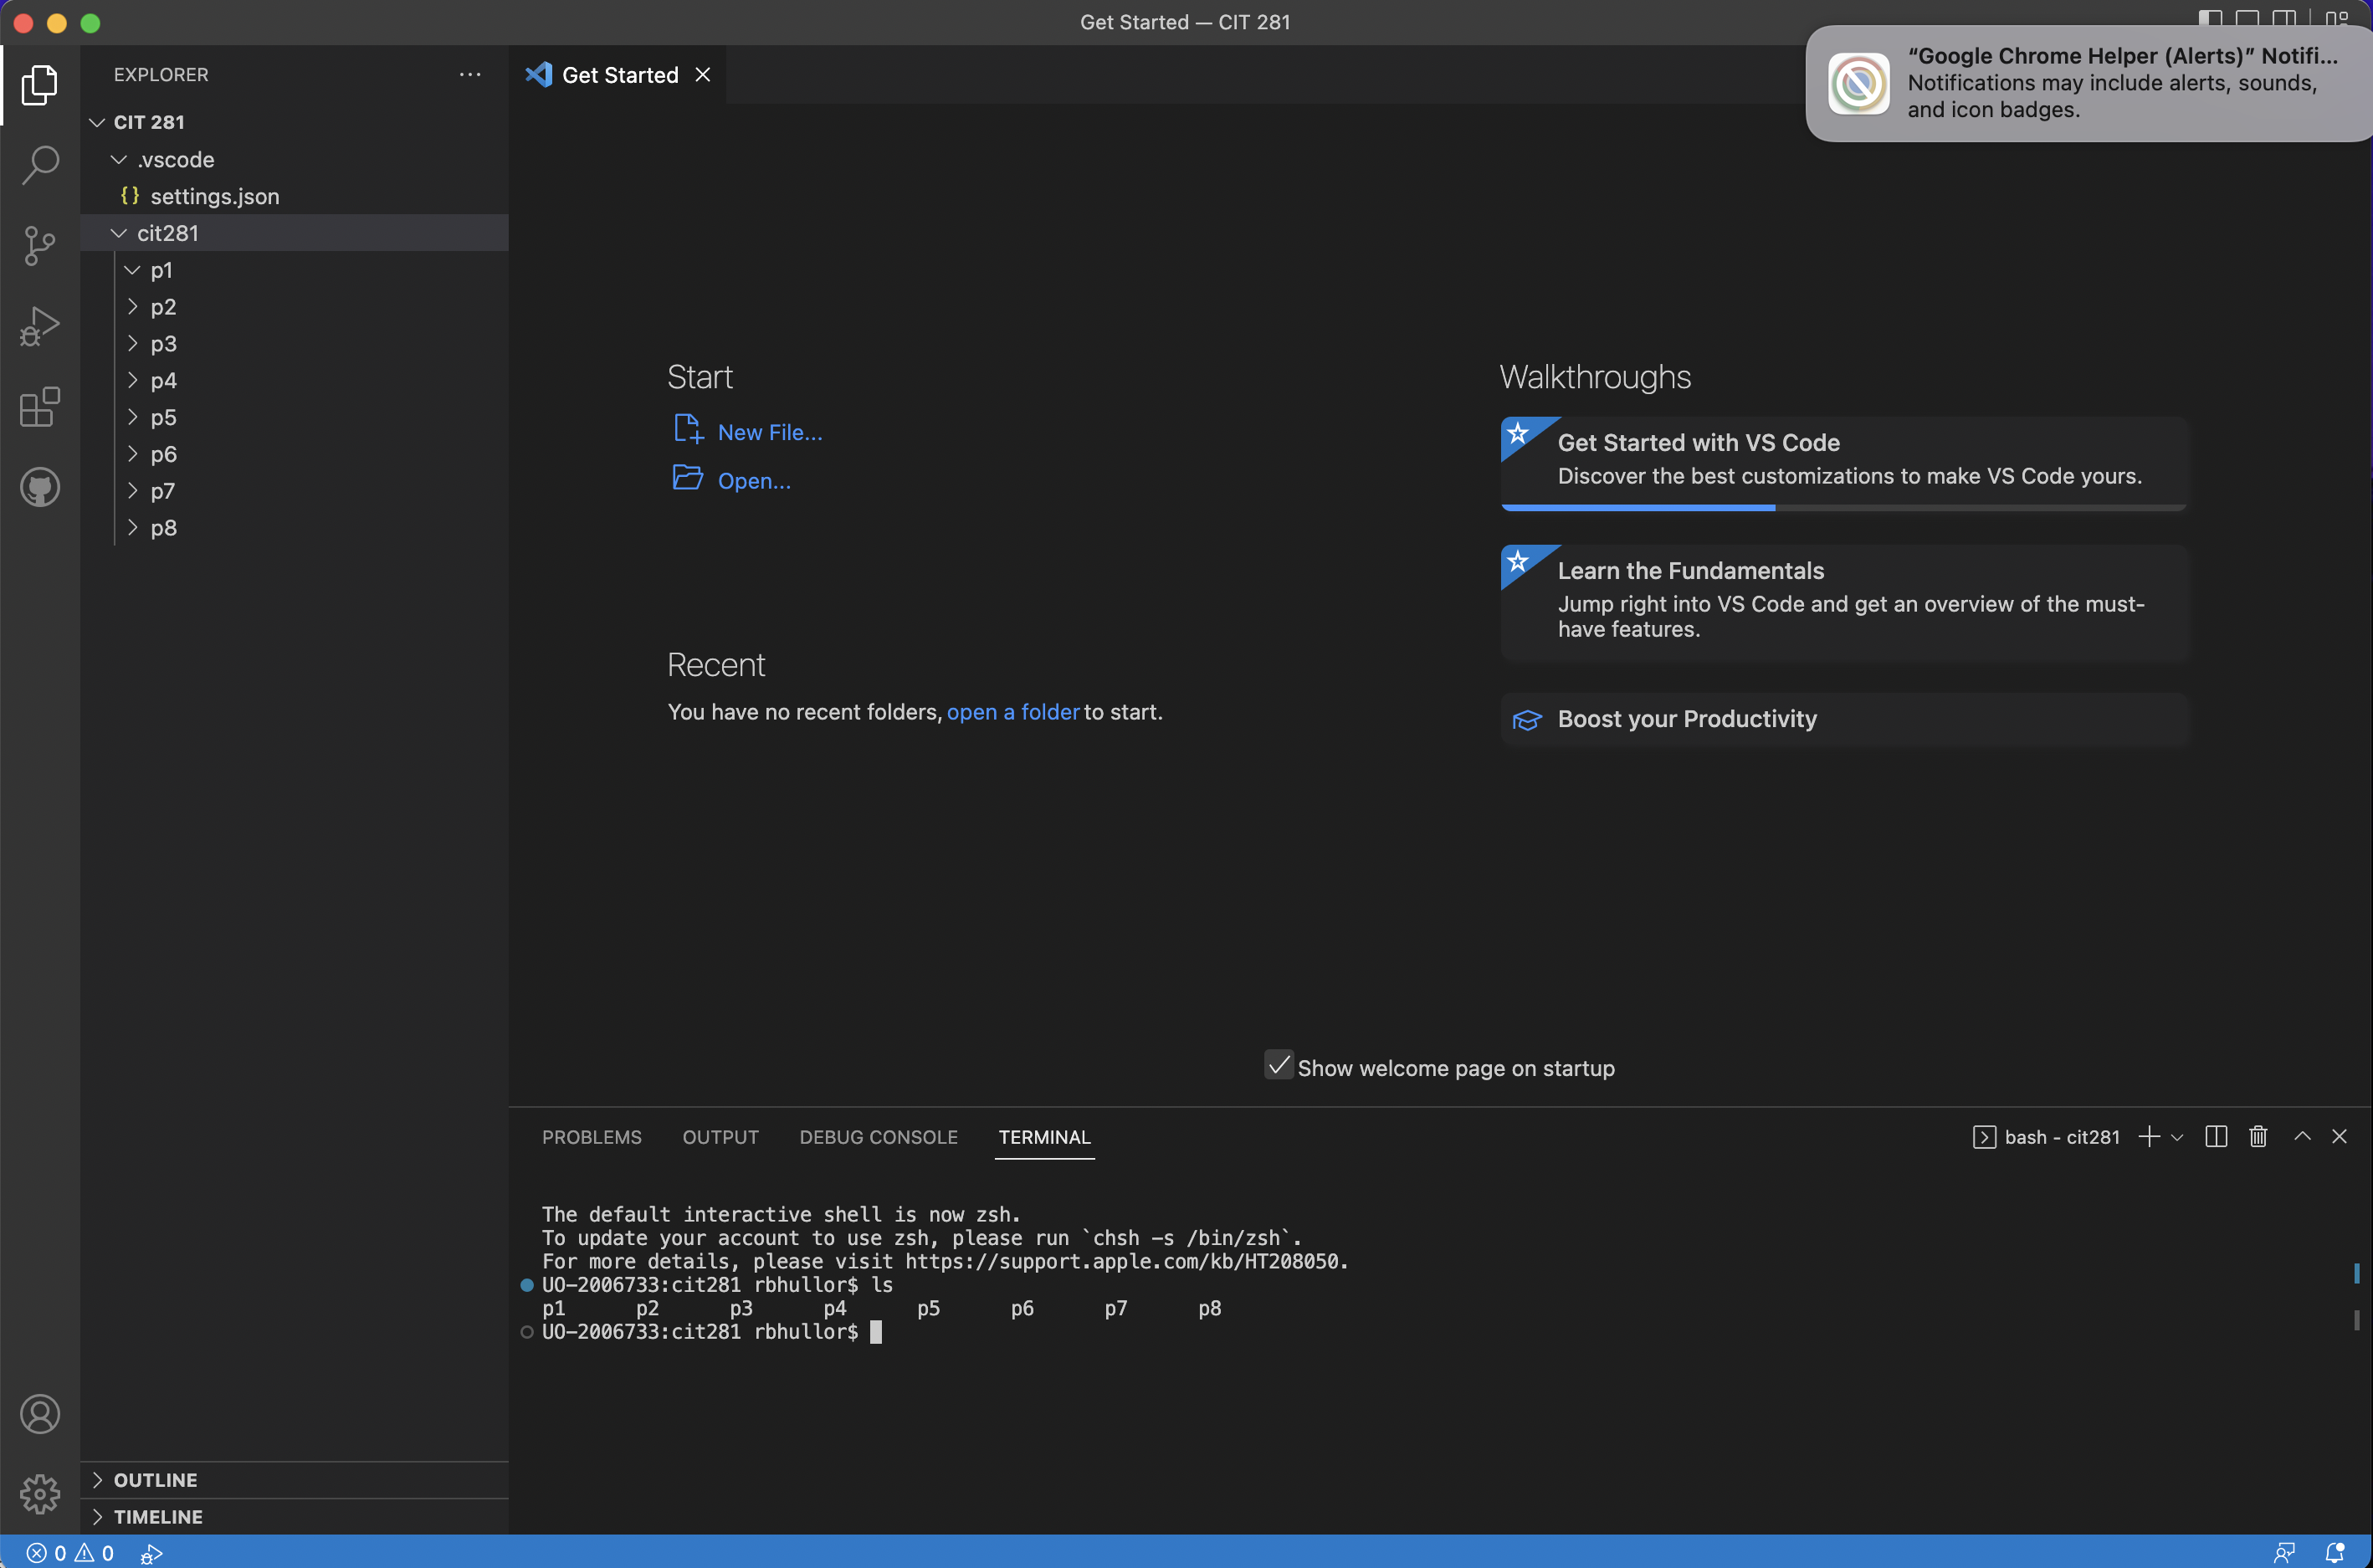 Get Started — CIT 281
“Google Chrome Helper (Alerts)” Notifi...
Notifications may include alerts, sounds,
and icon badges.
EXPLORER
Get Started
CIT 281
.vscode
{} settings.json
cit281
p1
p2
p3
p4
p5
p6
p7
p8
Start
New File...
Open...
Recent
You have no recent folders, open a folder to start.
Walkthroughs
Get Started with VS Code
Discover the best customizations to make VS Code yours.
Learn the Fundamentals
Jump right into VS Code and get an overview of the must-
have features.
Boost your Productivity
Show welcome page on startup
PROBLEMS OUTPUT DEBUG CONSOLE TERMINAL
bash - cit281
The default interactive shell is now zsh.
To update your account to use zsh, please run `chsh -s /bin/zsh`.
For more details, please visit https://support.apple.com/kb/HT208050.
UO-2006733:cit281 rbhullor$ ls
p1 p2 p3 p4 p5 p6 p7 p8
UO-2006733:cit281 rbhullor$
OUTLINE
TIMELINE
0 0